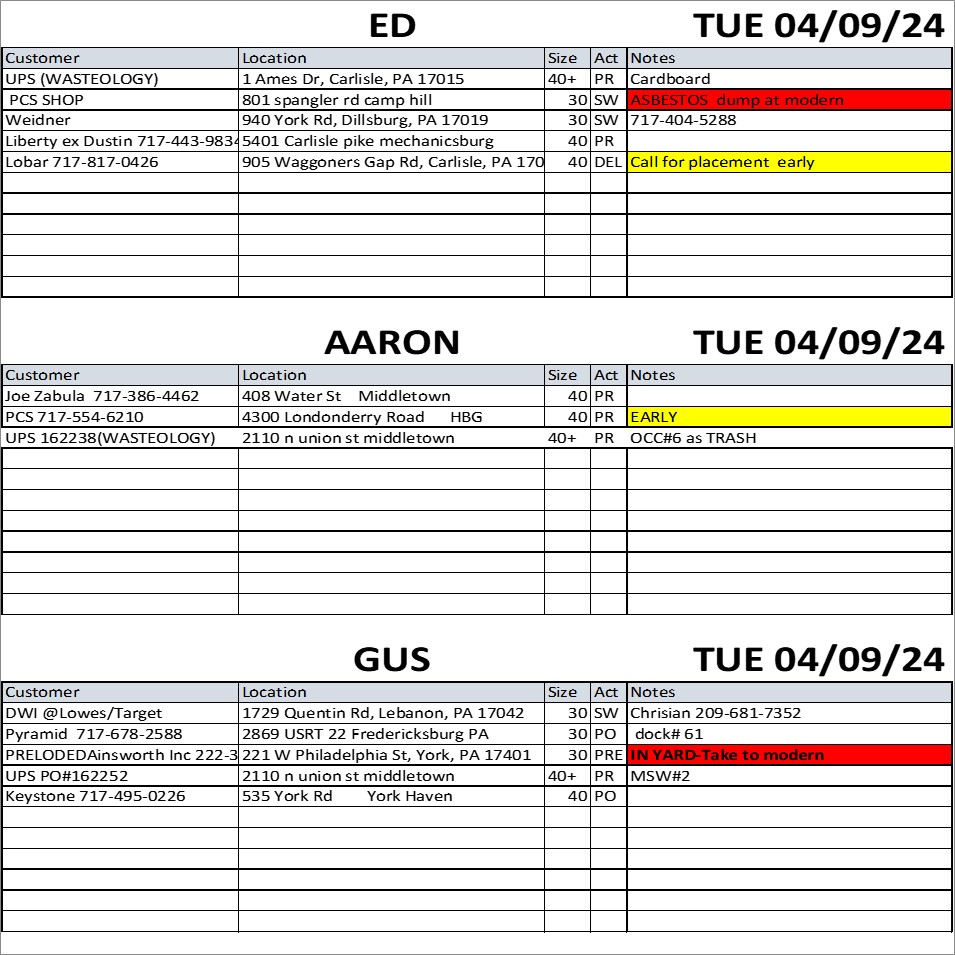 ED TUE 04/09/24
Customer Location Size Act Notes
UPS (WASTEOLOGY) 1 Ames Dr, Carlisle, PA 17015 40+ PR Cardboard
PCS SHOP 801 spangler rd camp hill 30 SW ASBESTOS dump at modern
Weidner 940 York Rd, Dillsburg, PA 17019 30 SW 717-404-5288
Liberty ex Dustin 717-443-9834 5401 Carlisle pike mechanicsburg 40 PR
Lobar 717-817-0426 905 Waggoners Gap Rd, Carlisle, PA 170 40 DEL Call for placement early
AARON TUE 04/09/24
Customer Location Size Act Notes
Joe Zabula 717-386-4462 408 Water St Middletown 40 PR
PCS 717-554-6210 4300 Londonderry Road HBG 40 PR EARLY
UPS 162238(WASTEOLOGY) 2110 n union st middletown 40+ PR OCC#6 as TRASH
GUS TUE 04/09/24
Customer Location Size Act Notes
DWI @Lowes/Target 1729 Quentin Rd, Lebanon, PA 17042 30 SW Chrisian 209-681-7352
Pyramid 717-678-2588 2869 USRT 22 Fredericksburg PA 30 PO dock# 61
PRELODEDAinsworth Inc 222-3 221 W Philadelphia St, York, PA 17401 30 PRE IN YARD-Take to modern
UPS PO#162252 2110 n union st middletown 40+ PR MSW#2
Keystone 717-495-0226 535 York Rd York Haven 40 PO